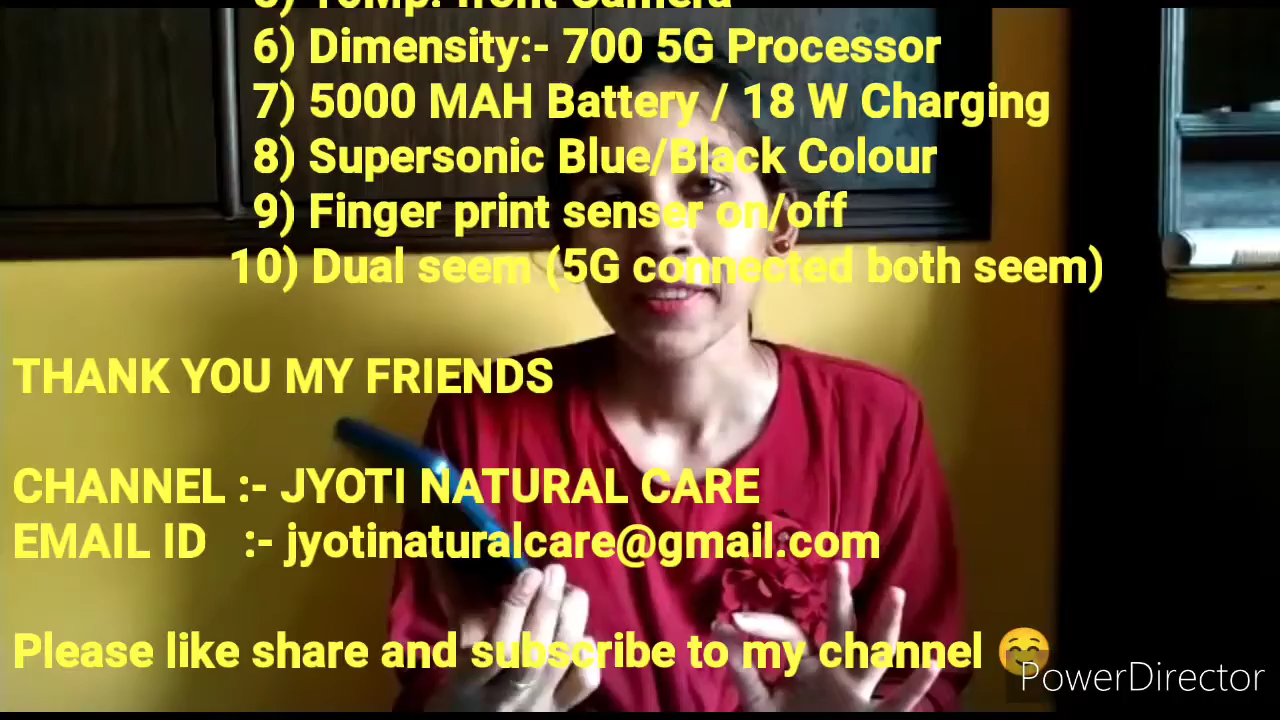 6) Dimensity:- 700 5G Processor
7) 5000 MAH Battery / 18 W Charging
8) Supersonic Blue/Black Colour
9) Finger print senser on/off
10) Dual seem (5G connected both seem)
THANK YOU MY FRIENDS
CHANNEL :- JYOTI NATURAL CARE
EMAIL ID :- jyotinaturalcare@gmail.com
Please like share and subscribe to my channel ☺️
PowerDirector